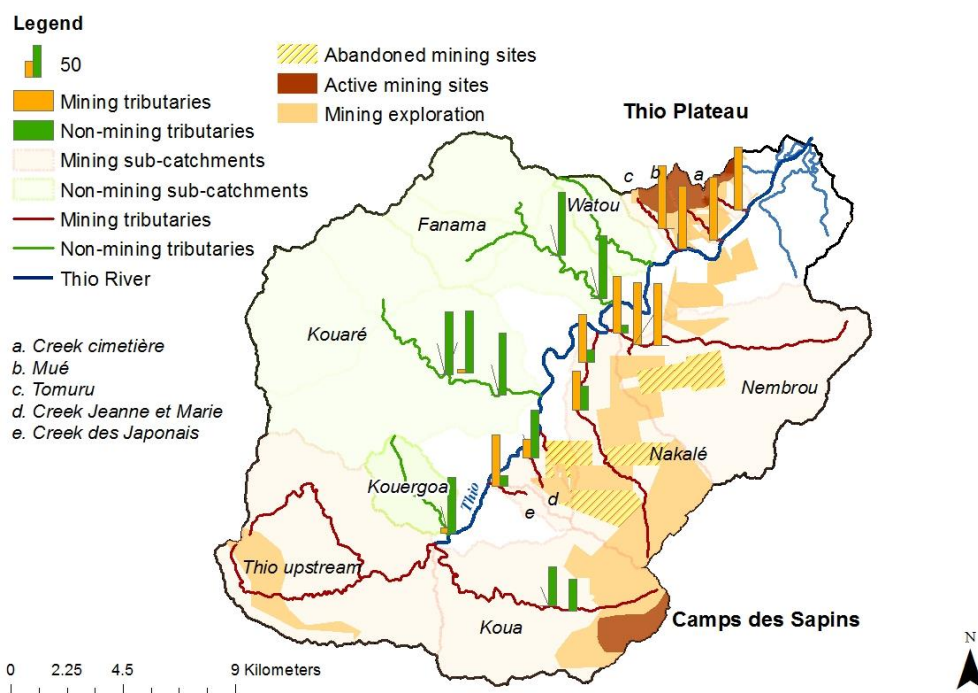 Legend
50
Mining tributaries
Non-mining tributaries
Mining sub-catchments
Non-mining sub-catchments
Mining tributaries
Non-mining tributaries
Thio River
Abandoned mining sites
Active mining sites
Mining exploration
a. Creek cimetière
b. Mué
c. Tomuru
d. Creek Jeanne et Marie
e. Creek des Japonais
Thio Plateau
c b a
Watou
Fanama
Kouaré
Nembrou
Nakalé
Kouergoa
Thio
d
e
Thio upstream
Koua
Camps des Sapins
N
0 2.25 4.5 9 Kilometers